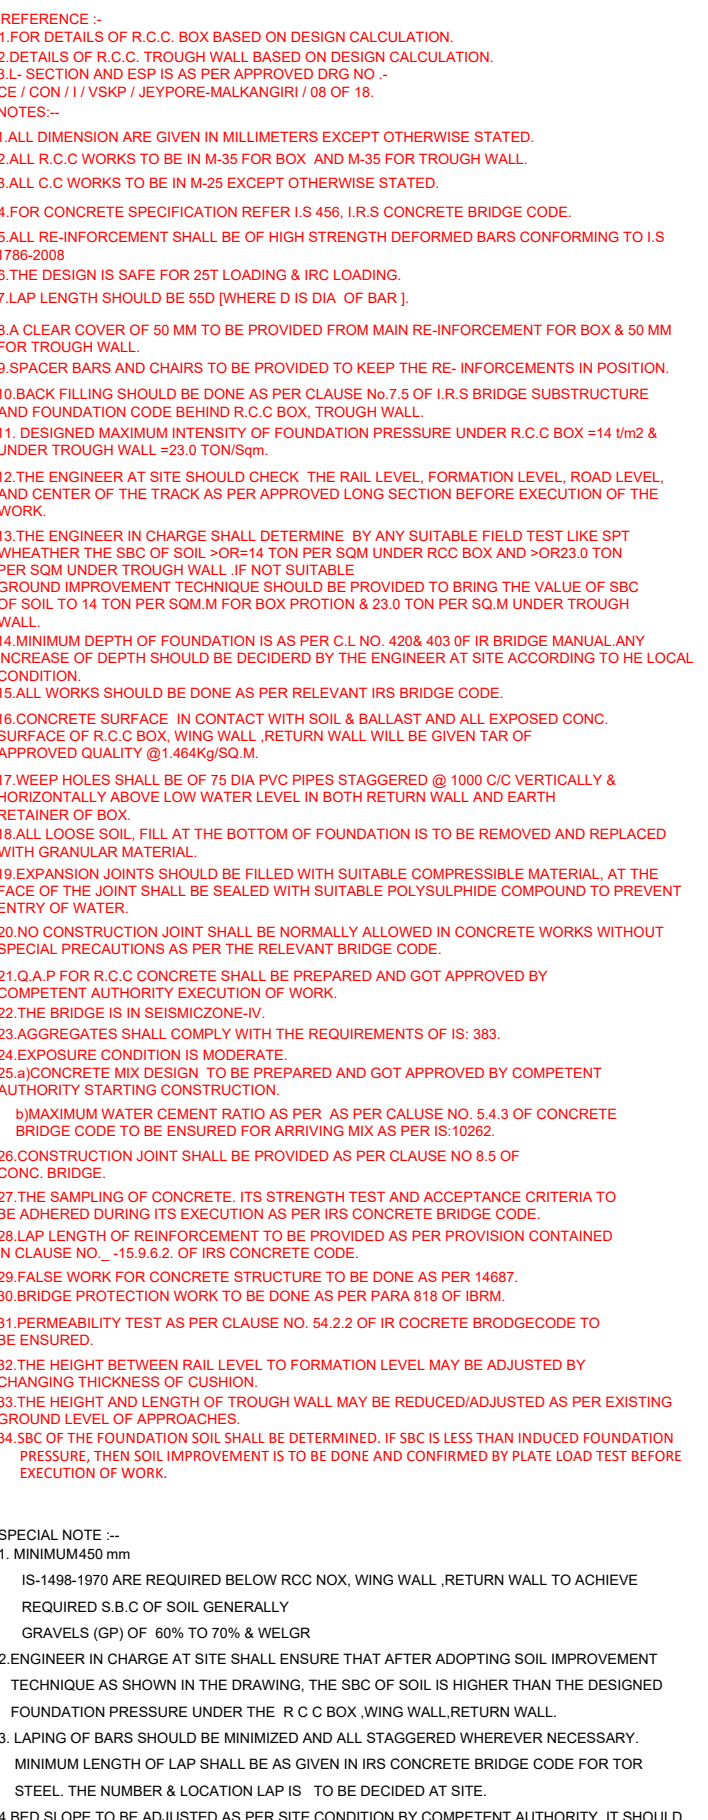 REFERENCE :-
1.FOR DETAILS OF R.C.C. BOX BASED ON DESIGN CALCULATION.
2.DETAILS OF R.C.C. TROUGH WALL BASED ON DESIGN CALCULATION.
3.L- SECTION AND ESP IS AS PER APPROVED DRG NO .-
CE / CON / I / VSKP / JEYPORE-MALKANGIRI / 08 OF 18.
NOTES:--
1.ALL DIMENSION ARE GIVEN IN MILLIMETERS EXCEPT OTHERWISE STATED.
2.ALL R.C.C WORKS TO BE IN M-35 FOR BOX AND M-35 FOR TROUGH WALL.
3.ALL C.C WORKS TO BE IN M-25 EXCEPT OTHERWISE STATED.
4.FOR CONCRETE SPECIFICATION REFER I.S 456, I.R.S CONCRETE BRIDGE CODE.
5.ALL RE-INFORCEMENT SHALL BE OF HIGH STRENGTH DEFORMED BARS CONFORMING TO I.S
1786-2008
6.THE DESIGN IS SAFE FOR 25T LOADING & IRC LOADING.
7.LAP LENGTH SHOULD BE 55D [WHERE D IS DIA OF BAR ].
8.A CLEAR COVER OF 50 MM TO BE PROVIDED FROM MAIN RE-INFORCEMENT FOR BOX & 50 MM
FOR TROUGH WALL.
9.SPACER BARS AND CHAIRS TO BE PROVIDED TO KEEP THE RE- INFORCEMENTS IN POSITION.
10.BACK FILLING SHOULD BE DONE AS PER CLAUSE No.7.5 OF I.R.S BRIDGE SUBSTRUCTURE
AND FOUNDATION CODE BEHIND R.C.C BOX, TROUGH WALL.
11. DESIGNED MAXIMUM INTENSITY OF FOUNDATION PRESSURE UNDER R.C.C BOX =14 t/m2 &
UNDER TROUGH WALL =23.0 TON/Sqm.
12.THE ENGINEER AT SITE SHOULD CHECK THE RAIL LEVEL, FORMATION LEVEL, ROAD LEVEL,
AND CENTER OF THE TRACK AS PER APPROVED LONG SECTION BEFORE EXECUTION OF THE
WORK.
13.THE ENGINEER IN CHARGE SHALL DETERMINE BY ANY SUITABLE FIELD TEST LIKE SPT
WHEATHER THE SBC OF SOIL >OR=14 TON PER SQM UNDER RCC BOX AND >OR23.0 TON
PER SQM UNDER TROUGH WALL .IF NOT SUITABLE
GROUND IMPROVEMENT TECHNIQUE SHOULD BE PROVIDED TO BRING THE VALUE OF SBC
OF SOIL TO 14 TON PER SQM.M FOR BOX PROTION & 23.0 TON PER SQ.M UNDER TROUGH
WALL.
14.MINIMUM DEPTH OF FOUNDATION IS AS PER C.L NO. 420& 403 0F IR BRIDGE MANUAL.ANY
INCREASE OF DEPTH SHOULD BE DECIDERD BY THE ENGINEER AT SITE ACCORDING TO HE LOCAL
CONDITION.
15.ALL WORKS SHOULD BE DONE AS PER RELEVANT IRS BRIDGE CODE.
16.CONCRETE SURFACE IN CONTACT WITH SOIL & BALLAST AND ALL EXPOSED CONC.
SURFACE OF R.C.C BOX, WING WALL ,RETURN WALL WILL BE GIVEN TAR OF
APPROVED QUALITY @1.464Kg/SQ.M.
17.WEEP HOLES SHALL BE OF 75 DIA PVC PIPES STAGGERED @ 1000 C/C VERTICALLY &
HORIZONTALLY ABOVE LOW WATER LEVEL IN BOTH RETURN WALL AND EARTH
RETAINER OF BOX.
18.ALL LOOSE SOIL, FILL AT THE BOTTOM OF FOUNDATION IS TO BE REMOVED AND REPLACED
WITH GRANULAR MATERIAL.
19.EXPANSION JOINTS SHOULD BE FILLED WITH SUITABLE COMPRESSIBLE MATERIAL, AT THE
FACE OF THE JOINT SHALL BE SEALED WITH SUITABLE POLYSULPHIDE COMPOUND TO PREVENT
ENTRY OF WATER.
20.NO CONSTRUCTION JOINT SHALL BE NORMALLY ALLOWED IN CONCRETE WORKS WITHOUT
SPECIAL PRECAUTIONS AS PER THE RELEVANT BRIDGE CODE.
21.Q.A.P FOR R.C.C CONCRETE SHALL BE PREPARED AND GOT APPROVED BY
COMPETENT AUTHORITY EXECUTION OF WORK.
22.THE BRIDGE IS IN SEISMICZONE-IV.
23.AGGREGATES SHALL COMPLY WITH THE REQUIREMENTS OF IS: 383.
24.EXPOSURE CONDITION IS MODERATE.
25.a)CONCRETE MIX DESIGN TO BE PREPARED AND GOT APPROVED BY COMPETENT
AUTHORITY STARTING CONSTRUCTION.
b)MAXIMUM WATER CEMENT RATIO AS PER AS PER CALUSE NO. 5.4.3 OF CONCRETE
BRIDGE CODE TO BE ENSURED FOR ARRIVING MIX AS PER IS:10262.
26.CONSTRUCTION JOINT SHALL BE PROVIDED AS PER CLAUSE NO 8.5 OF
CONC. BRIDGE.
27.THE SAMPLING OF CONCRETE. ITS STRENGTH TEST AND ACCEPTANCE CRITERIA TO
BE ADHERED DURING ITS EXECUTION AS PER IRS CONCRETE BRIDGE CODE.
28.LAP LENGTH OF REINFORCEMENT TO BE PROVIDED AS PER PROVISION CONTAINED
IN CLAUSE NO._ -15.9.6.2. OF IRS CONCRETE CODE.
29.FALSE WORK FOR CONCRETE STRUCTURE TO BE DONE AS PER 14687.
30.BRIDGE PROTECTION WORK TO BE DONE AS PER PARA 818 OF IBRM.
31.PERMEABILITY TEST AS PER CLAUSE NO. 54.2.2 OF IR COCRETE BRODGECODE TO
BE ENSURED.
32.THE HEIGHT BETWEEN RAIL LEVEL TO FORMATION LEVEL MAY BE ADJUSTED BY
CHANGING THICKNESS OF CUSHION.
33.THE HEIGHT AND LENGTH OF TROUGH WALL MAY BE REDUCED/ADJUSTED AS PER EXISTING
GROUND LEVEL OF APPROACHES.
34.SBC OF THE FOUNDATION SOIL SHALL BE DETERMINED. IF SBC IS LESS THAN INDUCED FOUNDATION
PRESSURE, THEN SOIL IMPROVEMENT IS TO BE DONE AND CONFIRMED BY PLATE LOAD TEST BEFORE
EXECUTION OF WORK.
SPECIAL NOTE :--
1. MINIMUM450 mm
IS-1498-1970 ARE REQUIRED BELOW RCC NOX, WING WALL ,RETURN WALL TO ACHIEVE
REQUIRED S.B.C OF SOIL GENERALLY
GRAVELS (GP) OF 60% TO 70% & WELGR
2.ENGINEER IN CHARGE AT SITE SHALL ENSURE THAT AFTER ADOPTING SOIL IMPROVEMENT
TECHNIQUE AS SHOWN IN THE DRAWING, THE SBC OF SOIL IS HIGHER THAN THE DESIGNED
FOUNDATION PRESSURE UNDER THE R C C BOX ,WING WALL,RETURN WALL.
3. LAPING OF BARS SHOULD BE MINIMIZED AND ALL STAGGERED WHEREVER NECESSARY.
MINIMUM LENGTH OF LAP SHALL BE AS GIVEN IN IRS CONCRETE BRIDGE CODE FOR TOR
STEEL. THE NUMBER & LOCATION LAP IS TO BE DECIDED AT SITE.
4.BED SLOPE TO BE ADJUSTED AS PER SITE CONDITION BY COMPETENT AUTHORITY. IT SHOULD